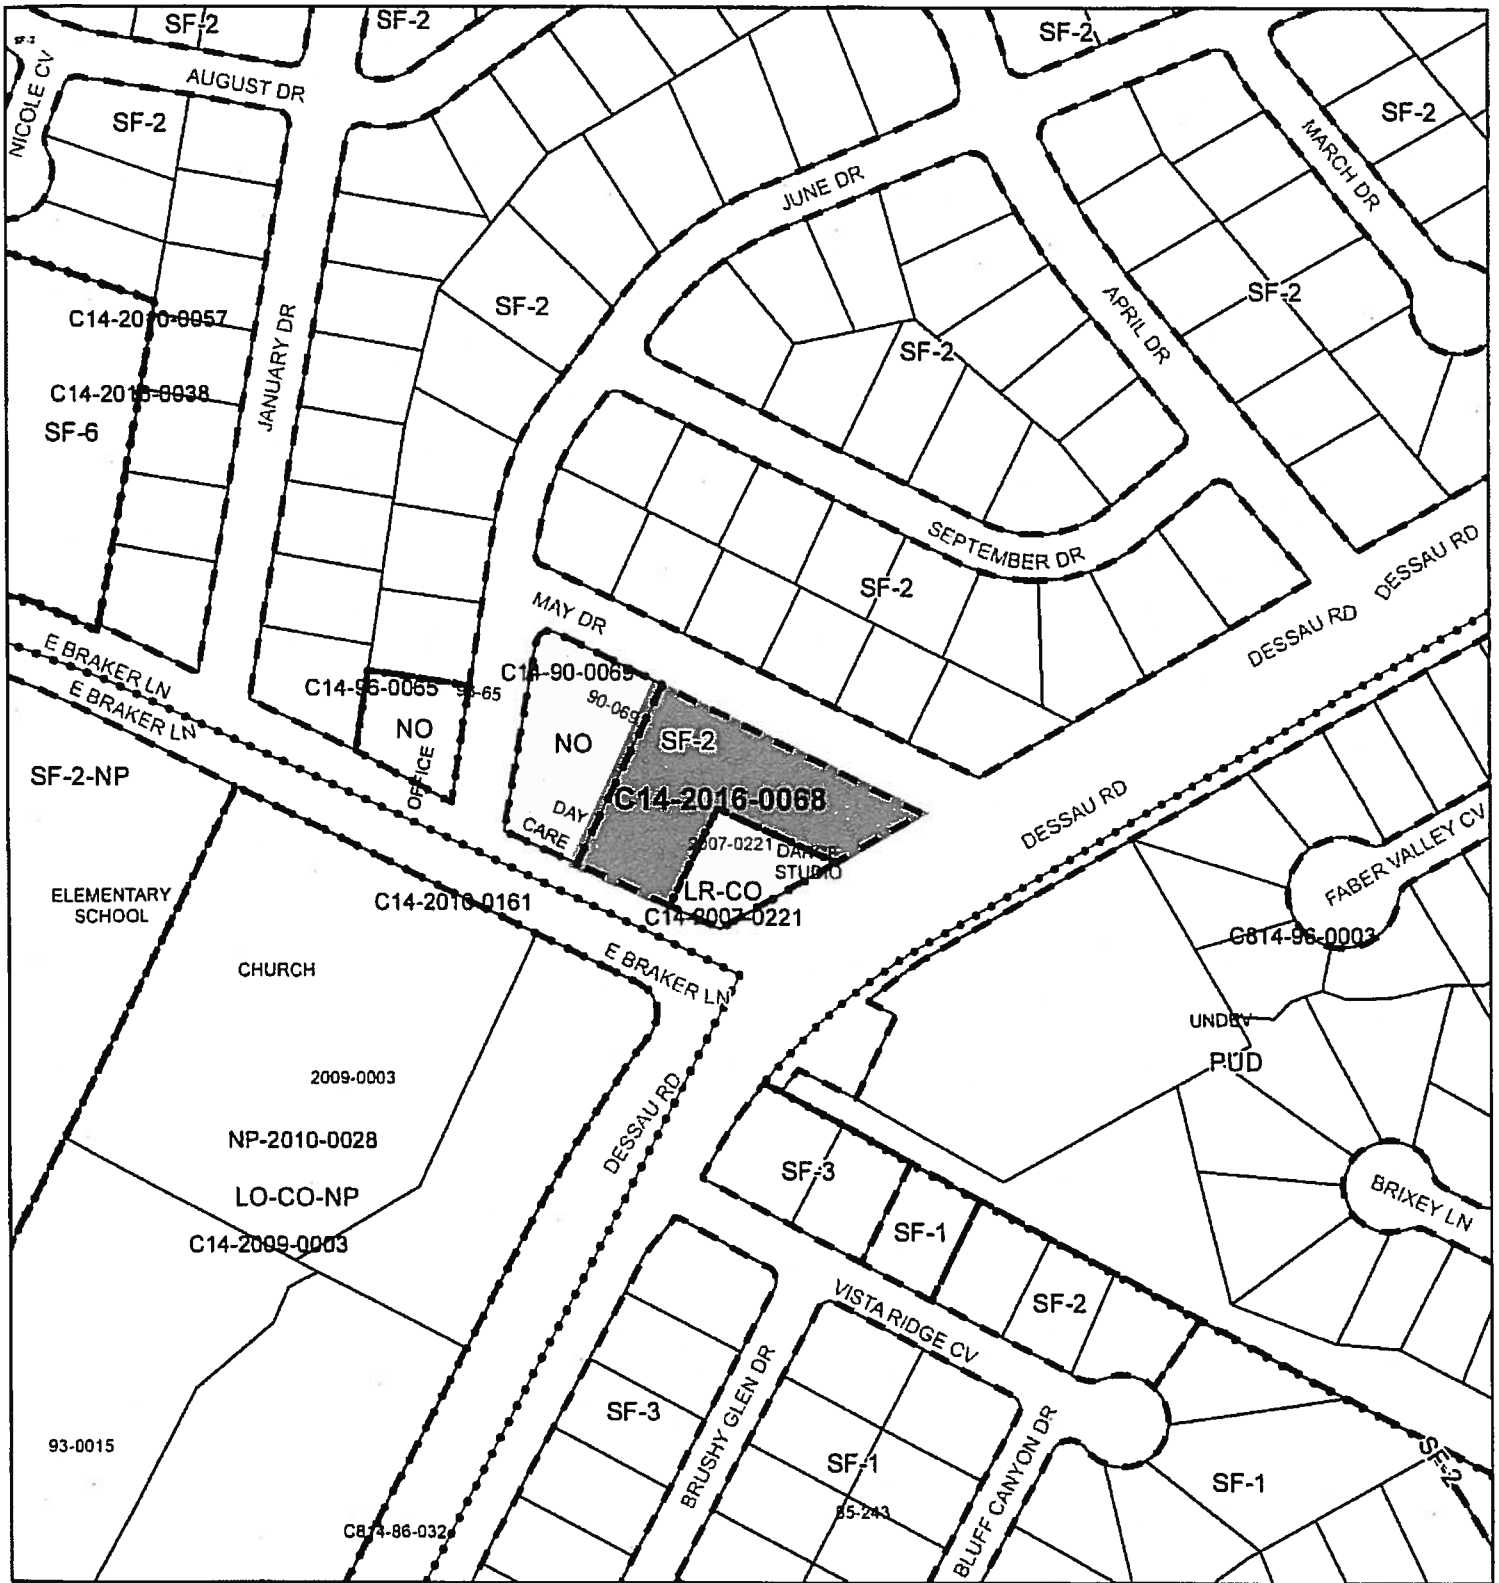 SF-2
SF-2
SF-2
SF-2
AUGUST DR
NICOLE CV
SF-2
SF-2
MARCH DR
JUNE DR
SF-2
SF-2
C14-2010-0057
JANUARY DR
APRIL DR
SF-2
SF-6
SEPTEMBER DR
DESSAU RD
SF-2
MAY DR
DESSAU RD
E BRAKER LN
E BRAKER LN
C14-96-0065
96-65
C14-90-0069
90-069
NO
OFFICE
NO
SF-2
SF-2-NP
C14-2016-0068
DAY
CARE
2007-0221
DANCE
STUDIO
DESSAU RD
FABER VALLEY CV
LR-CO
C14-2007-0221
ELEMENTARY
SCHOOL
C14-2010-0161
C814-96-0003
CHURCH
E BRAKER LN
UNDEV
PUD
2009-0003
DESSAU RD
NP-2010-0028
SF-3
LO-CO-NP
BRIXEY LN
SF-1
C14-2009-0003
SF-2
VISTA RIDGE CV
SF-3
BRUSHY GLEN DR
93-0015
SF-1
BLUFF CANYON DR
SF-1
SF-2
85-243
C814-86-032